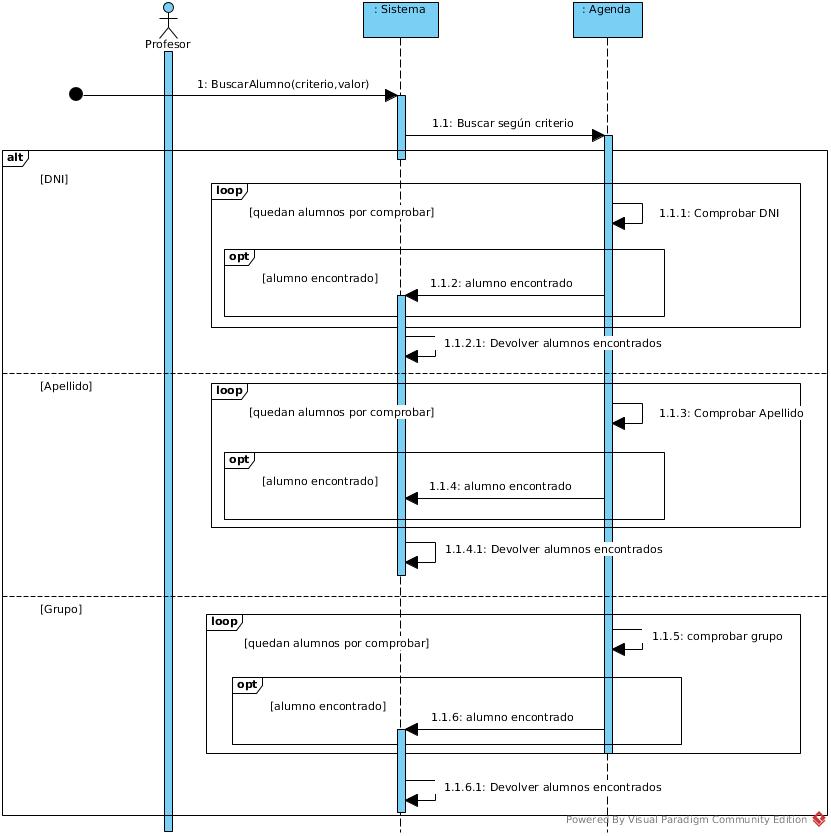 : Sistema
: Agenda
Profesor
1: BuscarAlumno(criterio,valor)
1.1: Buscar según criterio
alt
[DNI]
loop
[quedan alumnos por comprobar]
1.1.1: Comprobar DNI
opt
[alumno encontrado]
1.1.2: alumno encontrado
1.1.2.1: Devolver alumnos encontrados
[Apellido]
loop
[quedan alumnos por comprobar]
1.1.3: Comprobar Apellido
opt
[alumno encontrado]
1.1.4: alumno encontrado
1.1.4.1: Devolver alumnos encontrados
[Grupo]
loop
[quedan alumnos por comprobar]
1.1.5: comprobar grupo
opt
[alumno encontrado]
1.1.6: alumno encontrado
1.1.6.1: Devolver alumnos encontrados
Powered By Visual Paradigm Community Edition